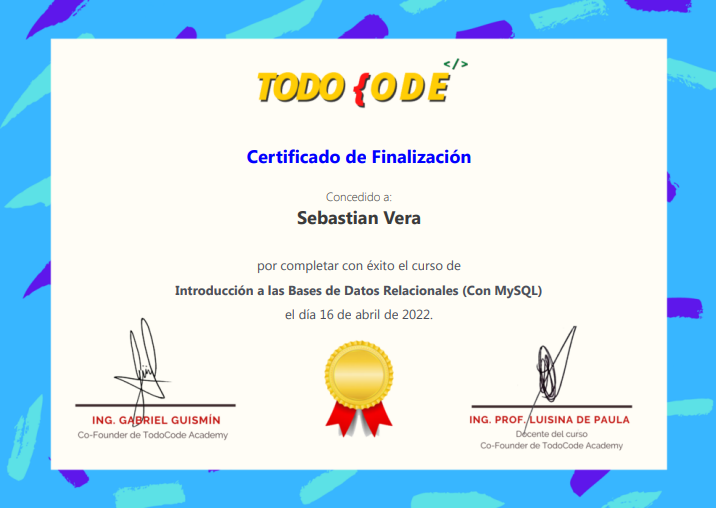 </>
TODO {ODE
Certificado de Finalización
Concedido a:
Sebastian Vera
por completar con éxito el curso de
Introducción a las Bases de Datos Relacionales (Con MySQL)
el día 16 de abril de 2022.
ING. GABRIEL GUISMÍN
Co-Founder de TodoCode Academy
ING. PROF. LUISINA DE PAULA
Docente del curso
Co-Founder de TodoCode Academy